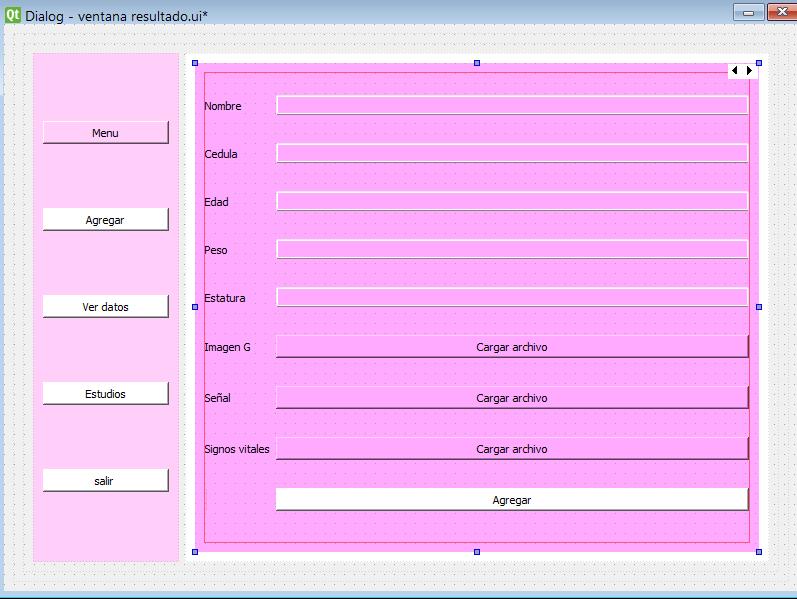 Qt Dialog - ventana resultado.ui*
Menu
Agregar
Ver datos
Estudios
salir
Nombre
Cedula
Edad
Peso
Estatura
Imagen G Cargar archivo
Señal Cargar archivo
Signos vitales Cargar archivo
Agregar